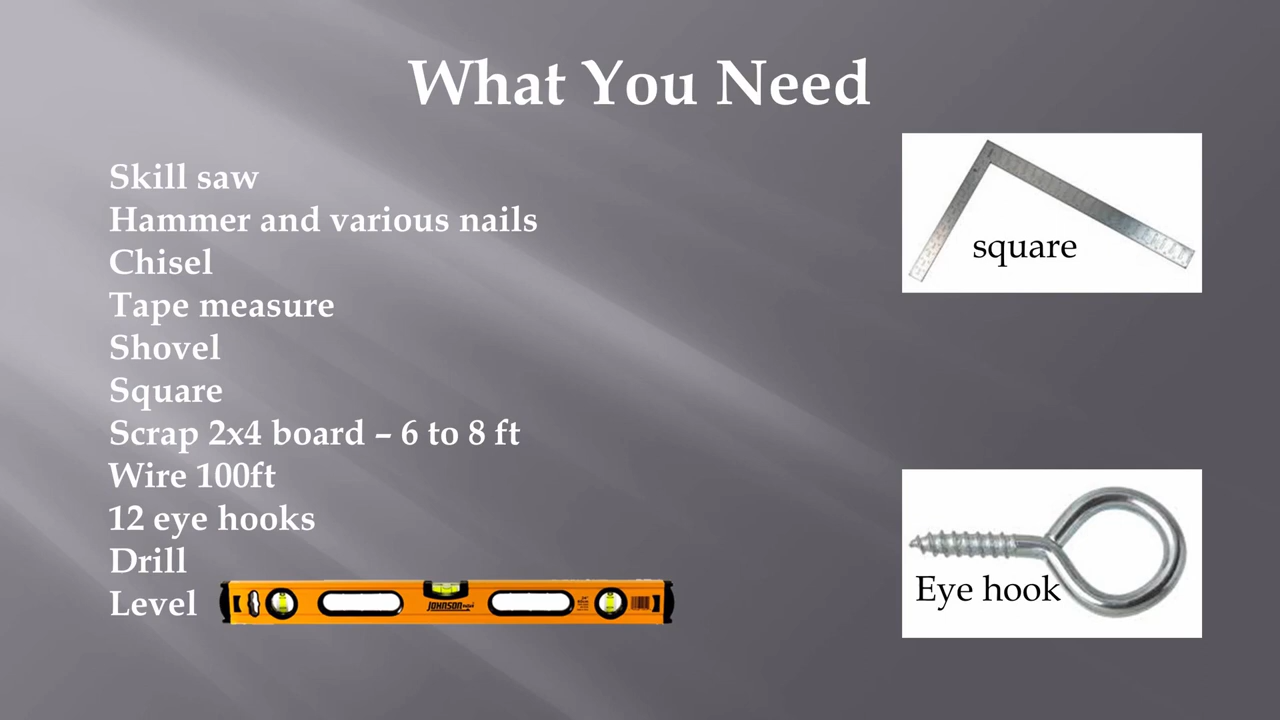 What You Need
Skill saw
Hammer and various nails
Chisel
Tape measure
Shovel
Square
Scrap 2x4 board – 6 to 8 ft
Wire 100ft
12 eye hooks
Drill
Level
JOHNSON
square
Eye hook